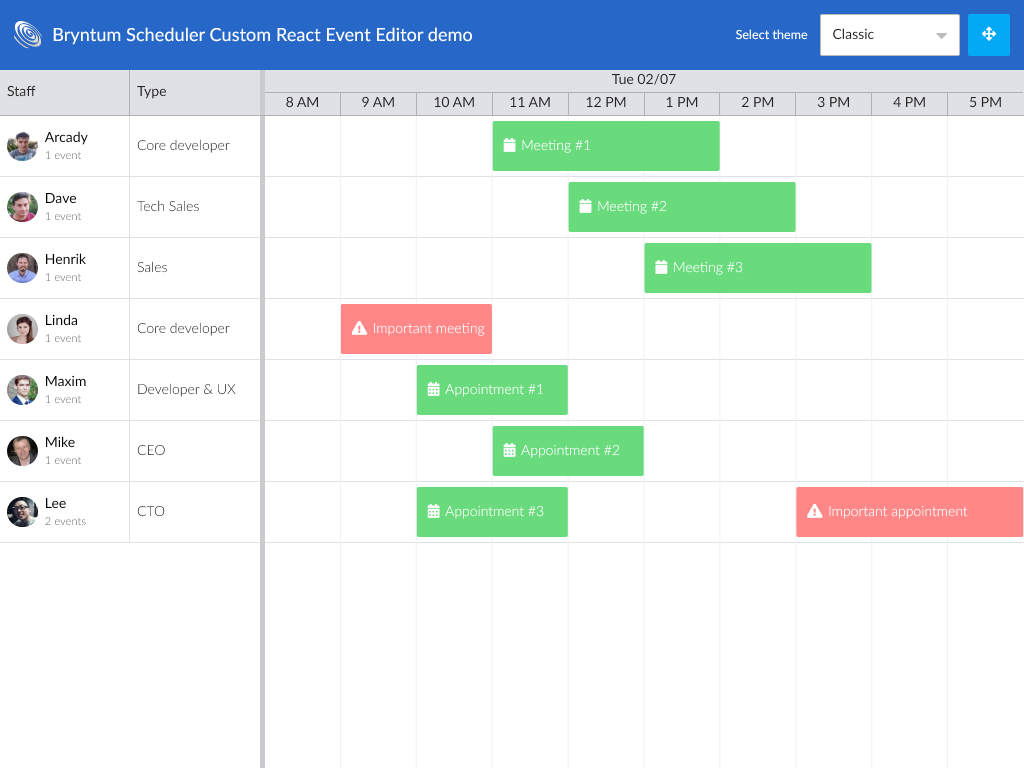 Bryntum Scheduler Custom React Event Editor demo
Select theme
Classic
Staff
Type
Tue 02/07
8 AM
9 AM
10 AM
11 AM
12 PM
1 PM
2 PM
3 PM
4 PM
5 PM
Arcady
1 event
Core developer
Meeting #1
Dave
1 event
Tech Sales
Meeting #2
Henrik
1 event
Sales
Meeting #3
Linda
1 event
Core developer
Important meeting
Maxim
1 event
Developer & UX
Appointment #1
Mike
1 event
CEO
Appointment #2
Lee
2 events
CTO
Appointment #3
Important appointment